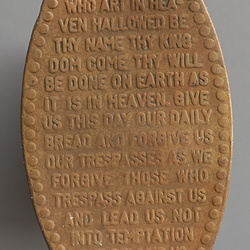 WHO ART IN HEA-
VEN HALLOWED BE
THY NAME THY KING-
DOM COME THY WILL
BE DONE ON EARTH AS
IT IS IN HEAVEN. GIVE
US THIS DAY OUR DAILY
BREAD AND FORGIVE US
OUR TRESPASSES AS WE
FORGIVE THOSE WHO
TRESPASS AGAINST US
AND LEAD US NOT
INTO TEMPTATION